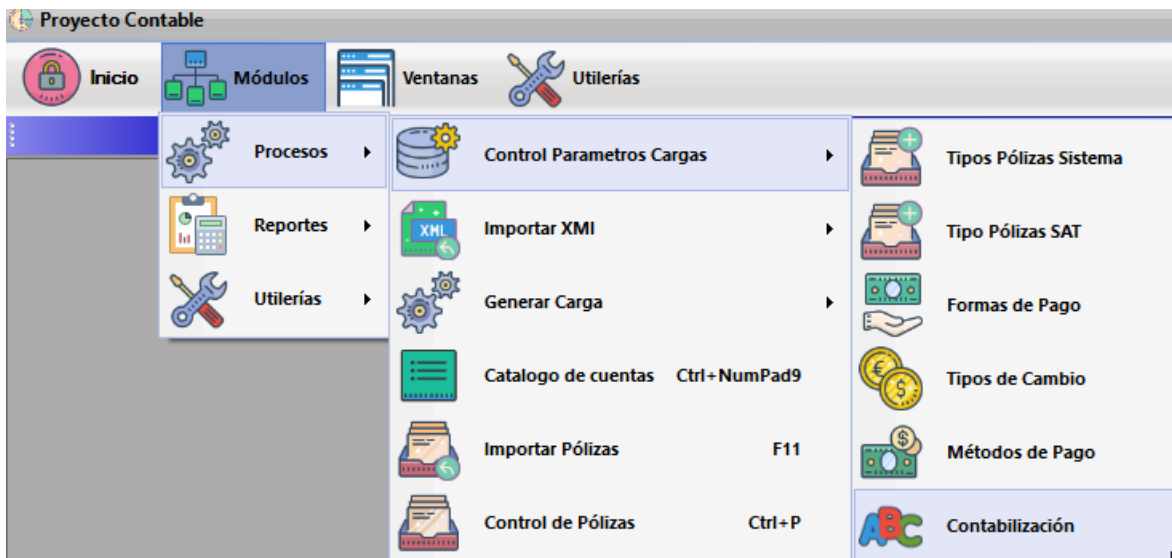 Proyecto Contable
Inicio Módulos Ventanas Utilerías
Procesos
Reportes
Utilerías
Control Parametros Cargas
Importar XMl
Generar Carga
Catalogo de cuentas Ctrl+NumPad9
Importar Pólizas F11
Control de Pólizas Ctrl+P
Tipos Pólizas Sistema
Tipo Pólizas SAT
Formas de Pago
Tipos de Cambio
Métodos de Pago
Contabilización
XML
ABC